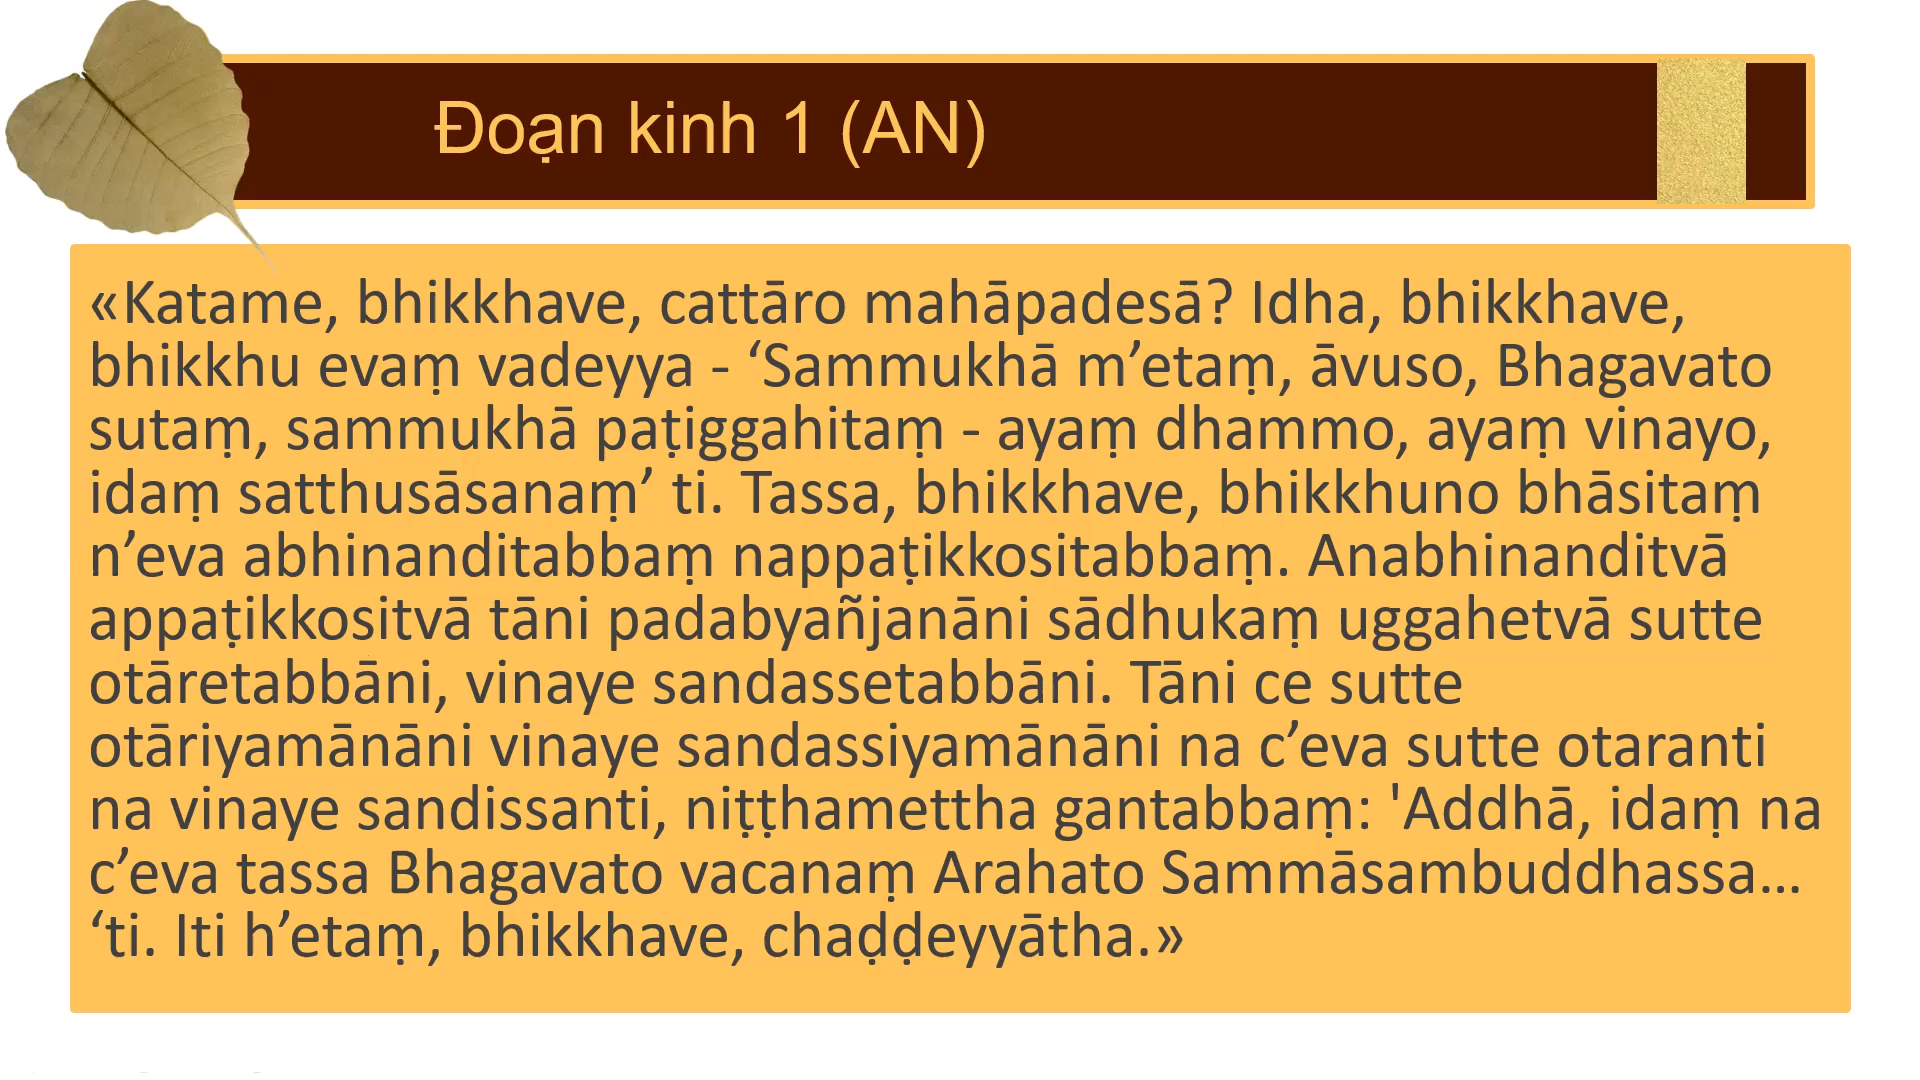 Đoạn kinh 1 (AN)
«Katame, bhikkhave, cattāro mahāpadesā? Idha, bhikkhave,
bhikkhu evaṃ vadeyya - ‘Sammukhā m’etaṃ, āvuso, Bhagavato
sutaṃ, sammukhā paṭiggahitaṃ - ayaṃ dhammo, ayaṃ vinayo,
idaṃ satthusāsanaṃ’ ti. Tassa, bhikkhave, bhikkhuno bhāsitaṃ
n’eva abhinanditabbaṃ nappaṭikkositabbaṃ. Anabhinanditvā
appaṭikkositvā tāni padabyañjanāni sādhukaṃ uggahetvā sutte
otāretabbāni, vinaye sandassetabbāni. Tāni ce sutte
otāriyamānāni vinaye sandassiyamānāni na c’eva sutte otaranti
na vinaye sandissanti, niṭṭhamettha gantabbaṃ: 'Addhā, idaṃ na
c’eva tassa Bhagavato vacanaṃ Arahato Sammāsambuddhassa…
‘ti. Iti h’etaṃ, bhikkhave, chaḍḍeyyātha.»